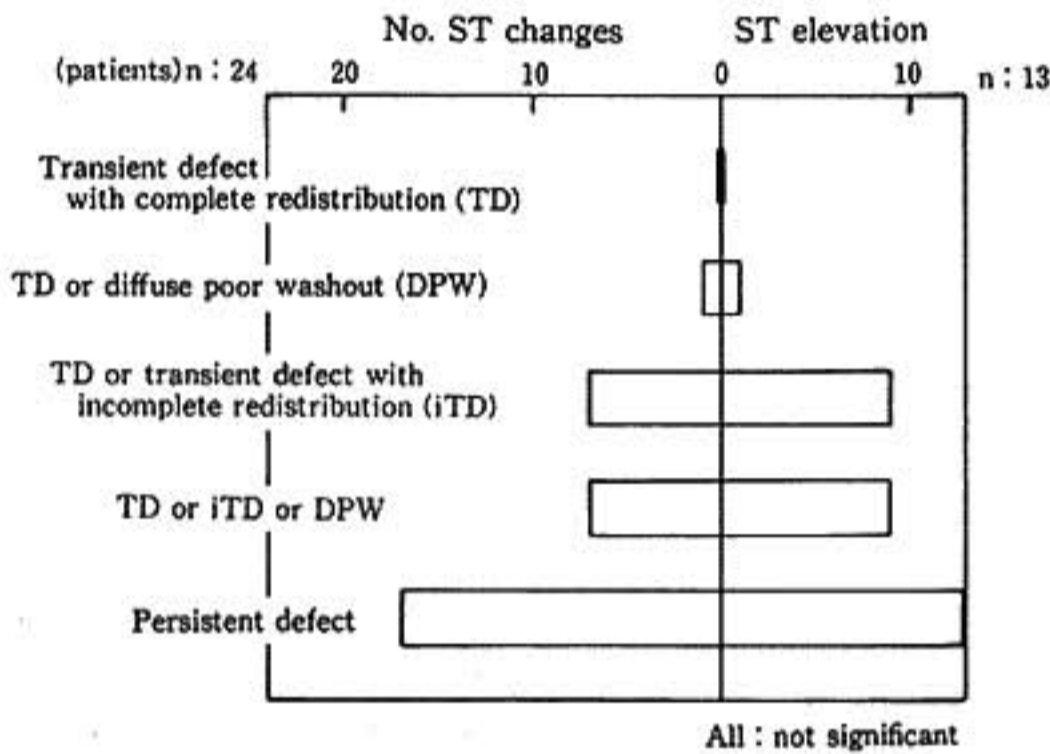 No. ST changes ST elevation
(patients) n : 24 20 10 0 10 n : 13
Transient defect
with complete redistribution (TD)
TD or diffuse poor washout (DPW)
TD or transient defect with
incomplete redistribution (iTD)
TD or iTD or DPW
Persistent defect
All : not significant